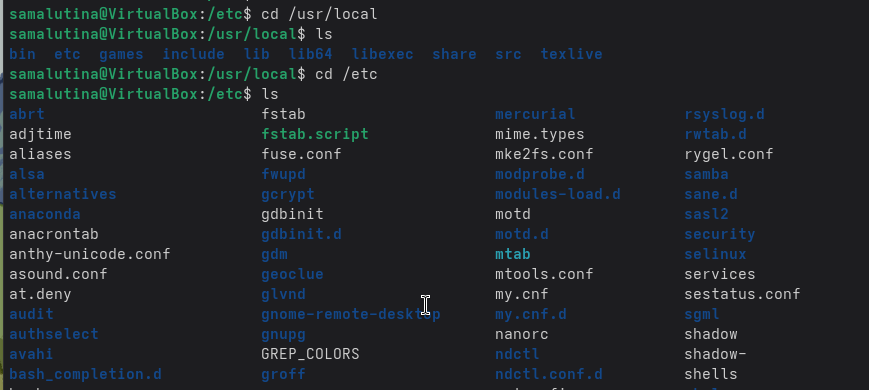 samalutina@VirtualBox:/etc$ cd /usr/local
samalutina@VirtualBox:/usr/local$ ls
bin etc games include lib lib64 libexec share src texlive
samalutina@VirtualBox:/usr/local$ cd /etc
samalutina@VirtualBox:/etc$ ls
abrt fstab mercurial rsyslog.d
adjtime fstab.script mime.types rwtab.d
aliases fuse.conf mke2fs.conf rygel.conf
alsa fwupd modprobe.d samba
alternatives gcrypt modules-load.d sane.d
anaconda gdbinit motd sasl2
anacrontab gdbinit.d motd.d security
anthy-unicode.conf gdm mtab selinux
asound.conf geoclue mtools.conf services
at.deny glvnd my.cnf sestatus.conf
audit gnome-remote-desktop my.cnf.d sgml
authselect gnupg nanorc shadow
avahi GREP_COLORS ndctl shadow-
bash_completion.d groff ndctl.conf.d shells